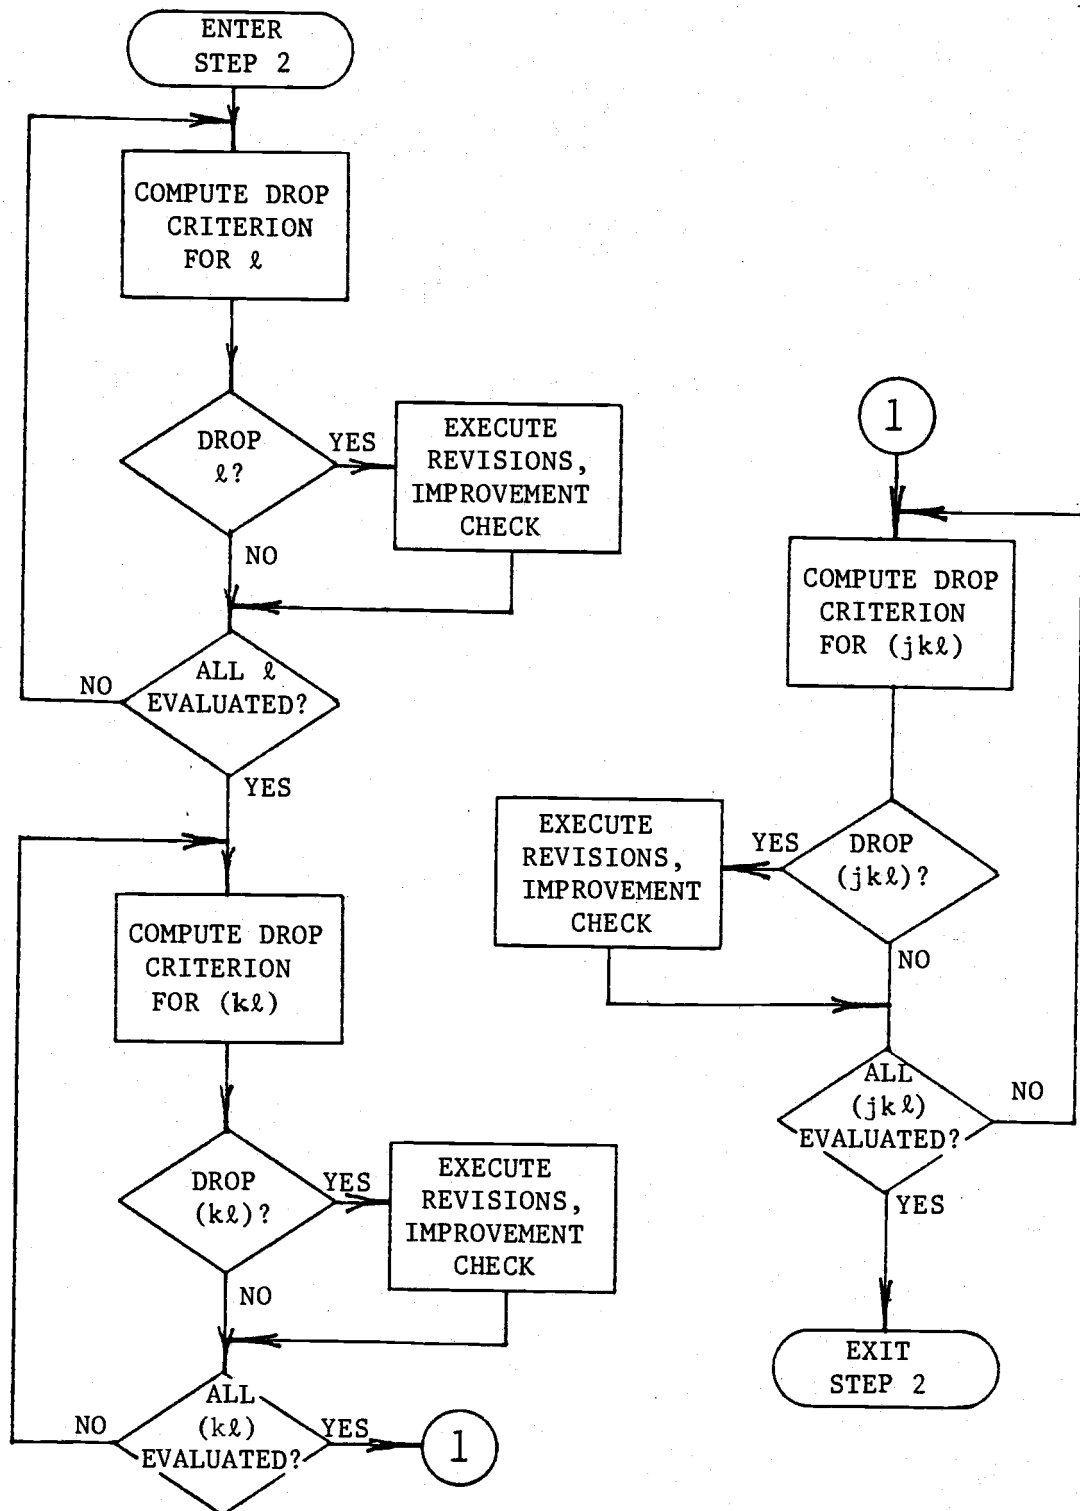 ENTER
STEP 2
COMPUTE DROP
CRITERION
FOR ℓ
DROP
ℓ?
YES
EXECUTE
REVISIONS,
IMPROVEMENT
CHECK
NO
ALL ℓ
EVALUATED?
NO
YES
COMPUTE DROP
CRITERION
FOR (kℓ)
DROP
(kℓ)?
YES
EXECUTE
REVISIONS,
IMPROVEMENT
CHECK
NO
ALL
(kℓ)
EVALUATED?
NO
YES
1
1
COMPUTE DROP
CRITERION
FOR (jkℓ)
DROP
(jkℓ)?
YES
EXECUTE
REVISIONS,
IMPROVEMENT
CHECK
NO
ALL
(jkℓ)
EVALUATED?
NO
YES
EXIT
STEP 2